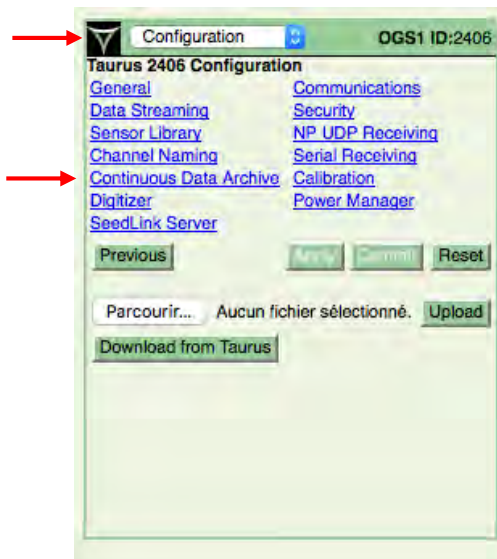 Configuration OGS1 ID:2406
Taurus 2406 Configuration
General Communications
Data Streaming Security
Sensor Library NP UDP Receiving
Channel Naming Serial Receiving
Continuous Data Archive Calibration
Digitizer Power Manager
SeedLink Server
Previous Apply Commit Reset
Parcourir... Aucun fichier sélectionné. Upload
Download from Taurus